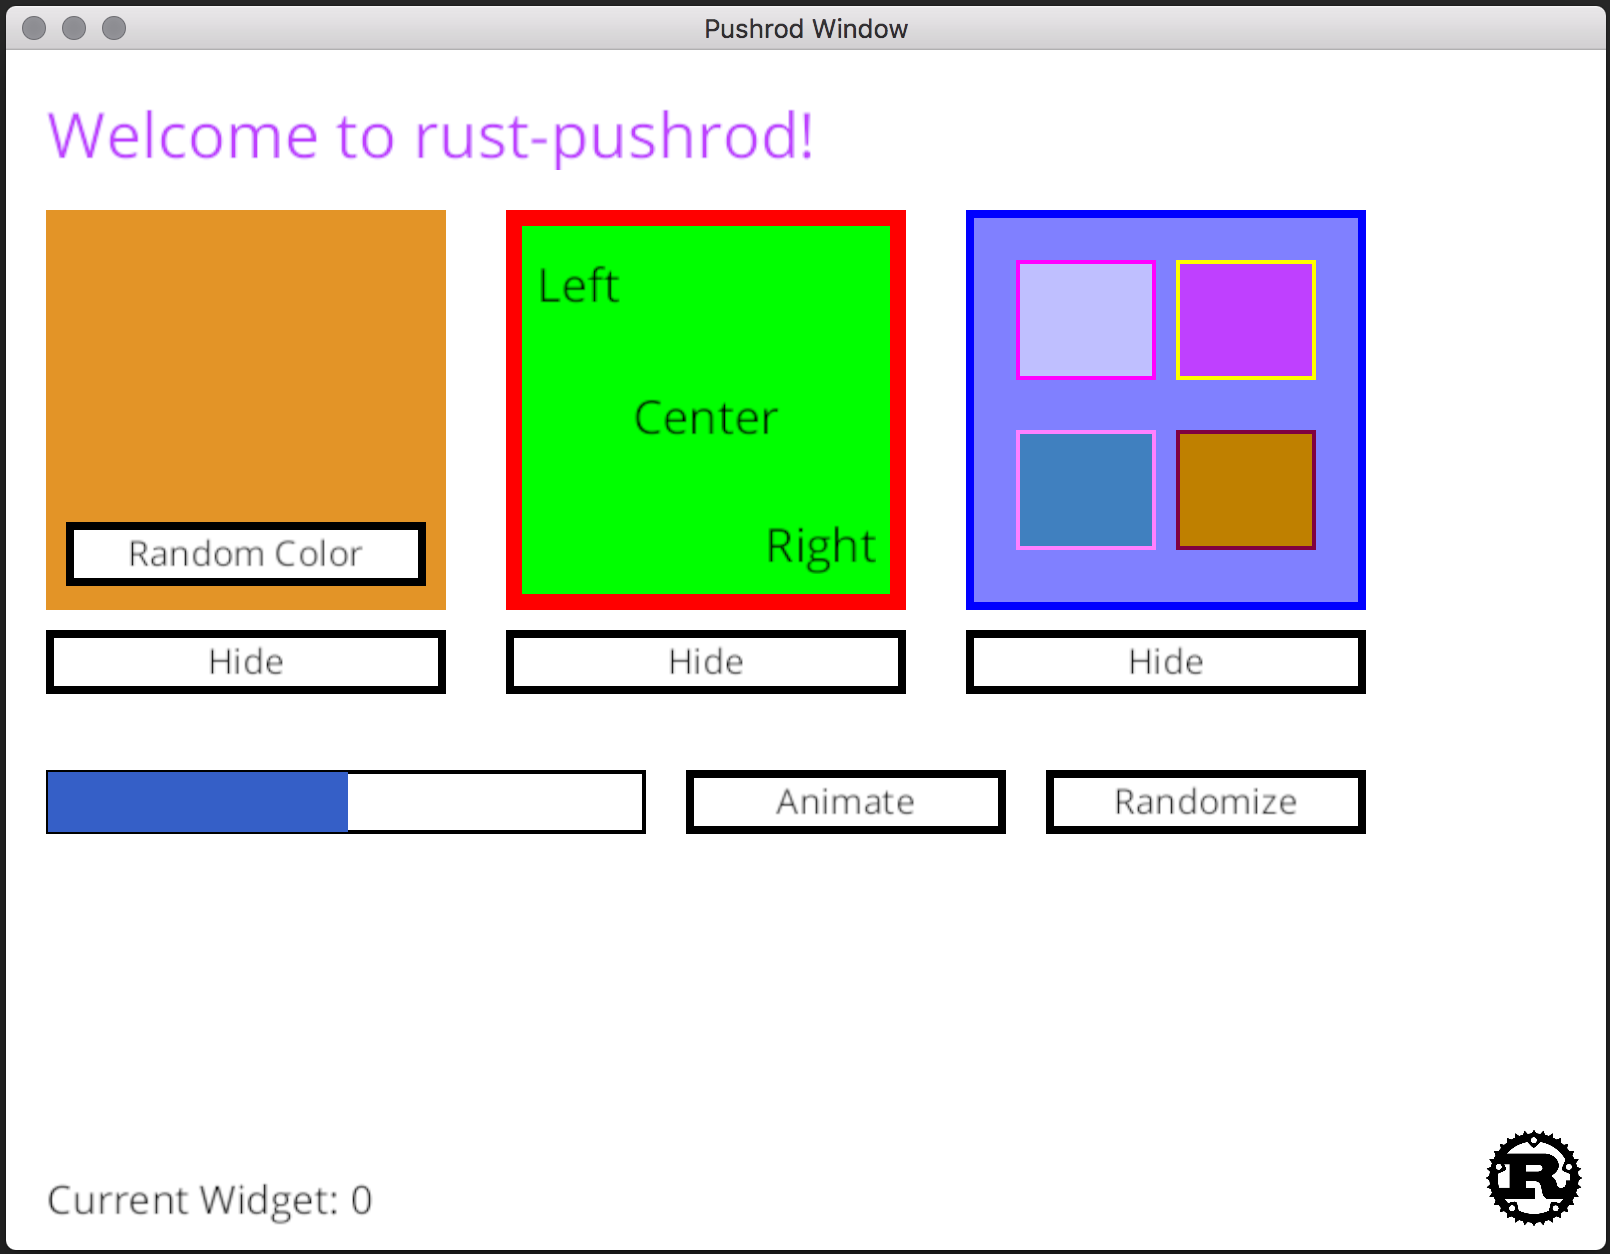 Pushrod Window
Welcome to rust-pushrod!
Left
Center
Right
Random Color
Hide
Hide
Hide
Animate
Randomize
Current Widget: 0
R